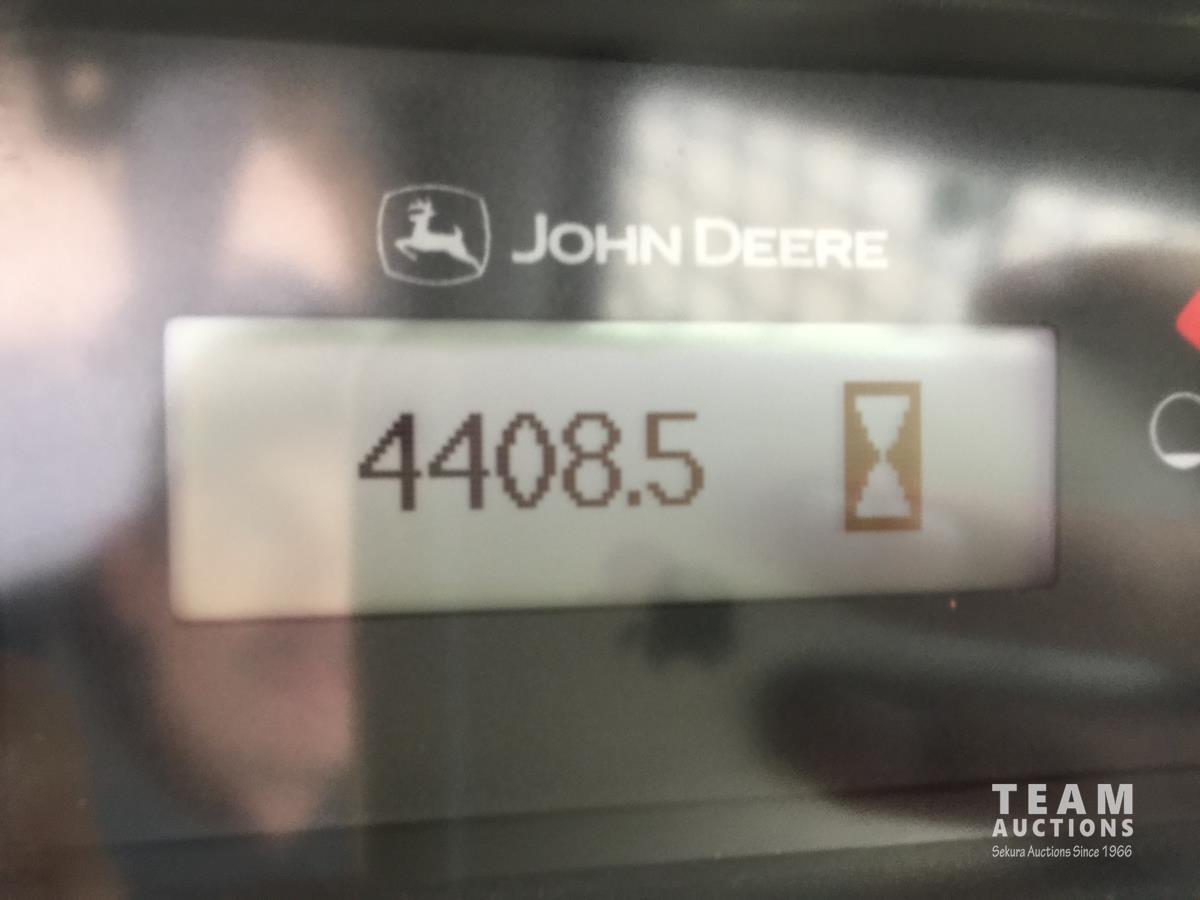 JOHN DEERE
4408.5
TEAM
AUCTIONS
Sekura Auctions Since 1966